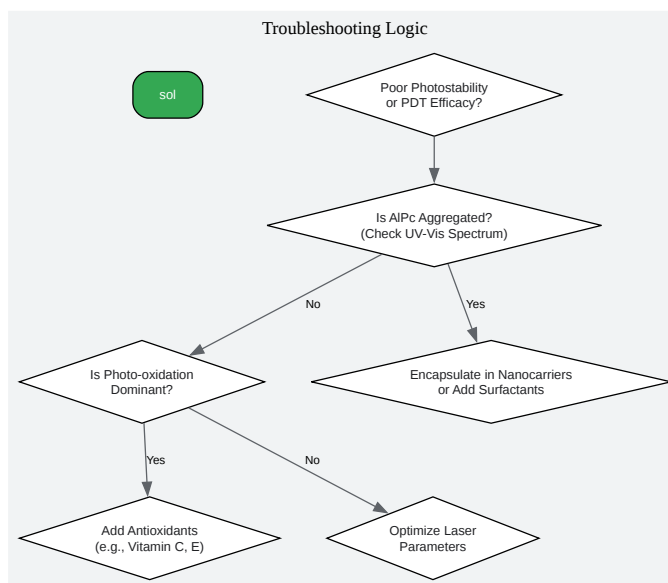 Troubleshooting Logic
sol
Poor Photostability
or PDT Efficacy?
Is AlPc Aggregated?
(Check UV-Vis Spectrum)
No
Yes
Is Photo-oxidation
Dominant?
Encapsulate in Nanocarriers
or Add Surfactants
Yes
No
Add Antioxidants
(e.g., Vitamin C, E)
Optimize Laser
Parameters